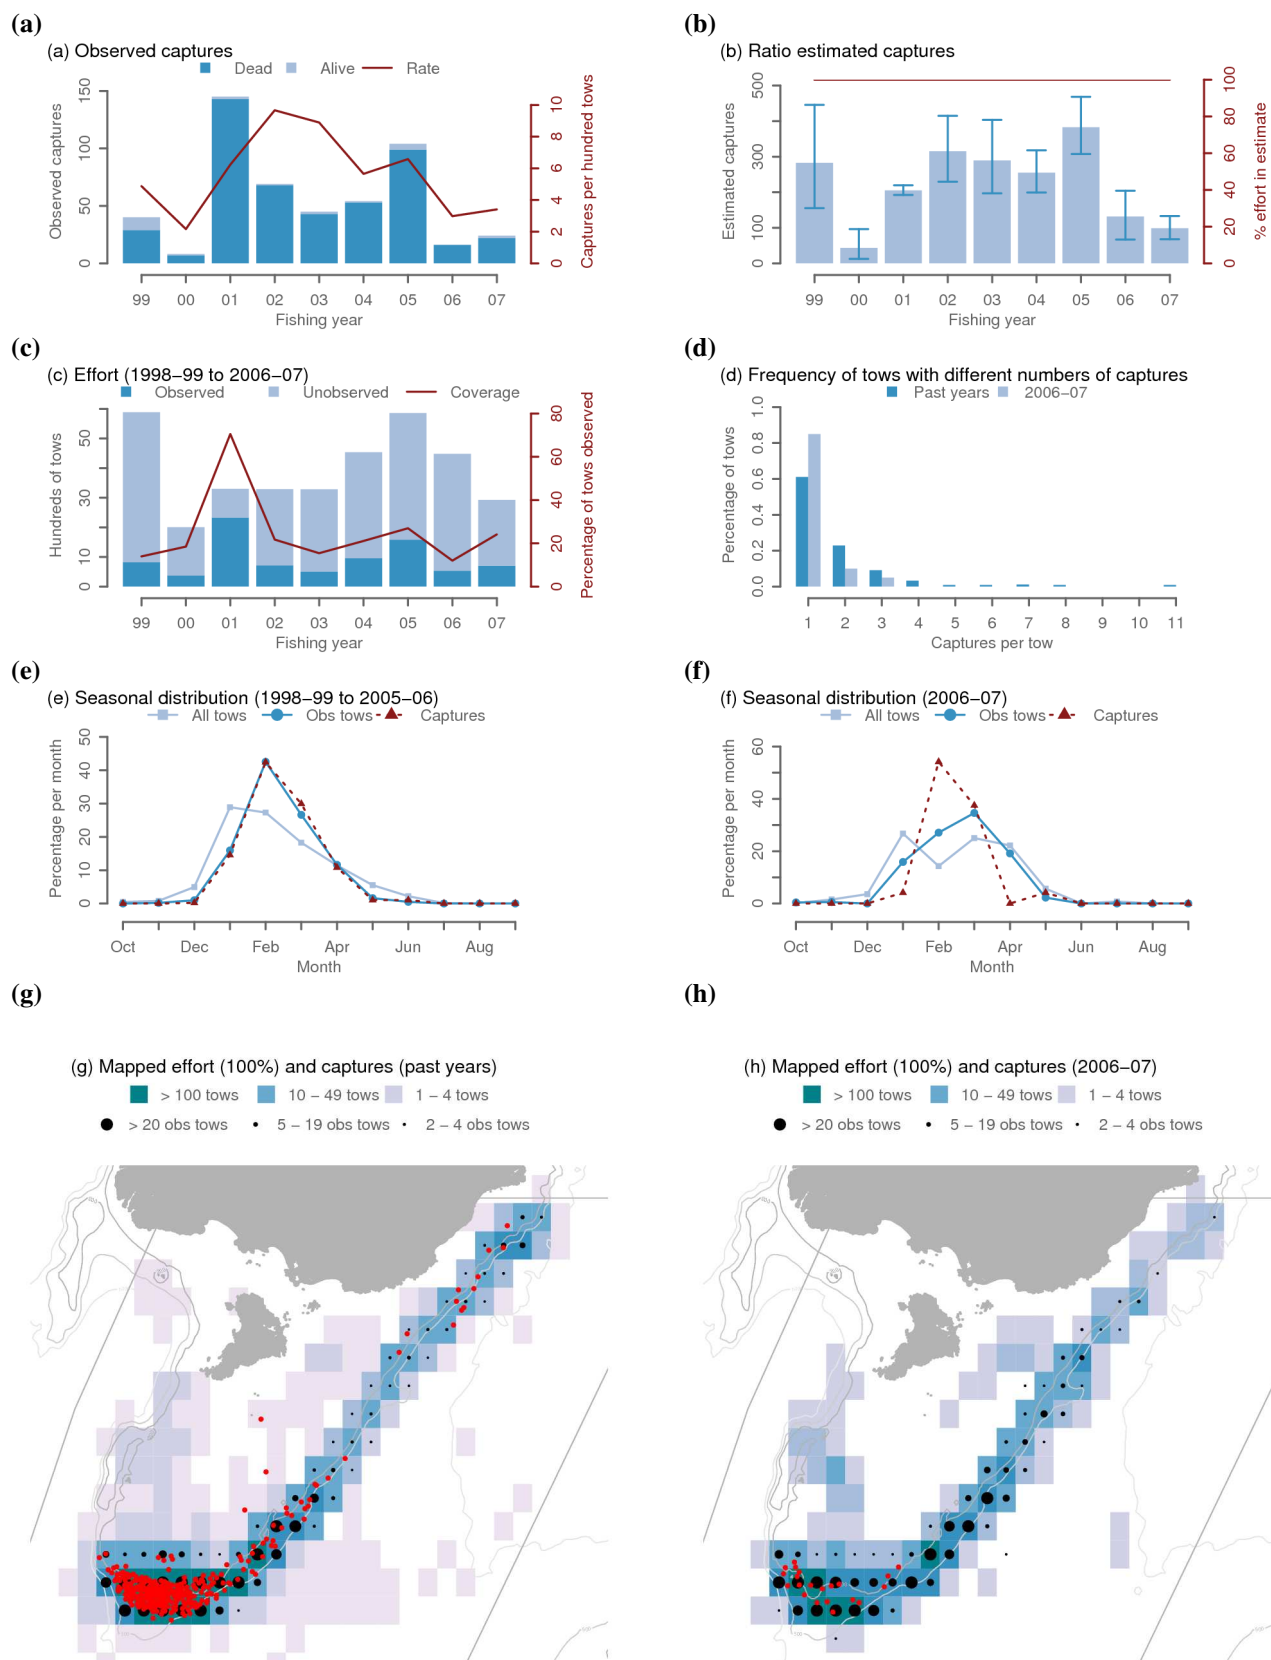 (a)
(a) Observed captures
Dead Alive Rate
Observed captures
0 50 100 150
Captures per hundred tows
0 2 4 6 8 10
99 00 01 02 03 04 05 06 07
Fishing year
(b)
(b) Ratio estimated captures
Estimated captures
0 100 300 500
% effort in estimate
0 20 40 60 80 100
99 00 01 02 03 04 05 06 07
Fishing year
(c)
(c) Effort (1998–99 to 2006–07)
Observed Unobserved Coverage
Hundreds of tows
0 10 30 50
Percentage of tows observed
0 20 40 60 80
99 00 01 02 03 04 05 06 07
Fishing year
(d)
(d) Frequency of tows with different numbers of captures
Past years 2006–07
Percentage of tows
0.0 0.2 0.4 0.6 0.8 1.0
1 2 3 4 5 6 7 8 9 10 11
Captures per tow
(e)
(e) Seasonal distribution (1998–99 to 2005–06)
All tows Obs tows Captures
Percentage per month
0 10 20 30 40 50
Oct Dec Feb Apr Jun Aug
Month
(f)
(f) Seasonal distribution (2006–07)
All tows Obs tows Captures
Percentage per month
0 20 40 60
Oct Dec Feb Apr Jun Aug
Month
(g)
(g) Mapped effort (100%) and captures (past years)
> 100 tows 10 – 49 tows 1 – 4 tows
> 20 obs tows 5 – 19 obs tows 2 – 4 obs tows
(h)
(h) Mapped effort (100%) and captures (2006–07)
> 100 tows 10 – 49 tows 1 – 4 tows
> 20 obs tows 5 – 19 obs tows 2 – 4 obs tows